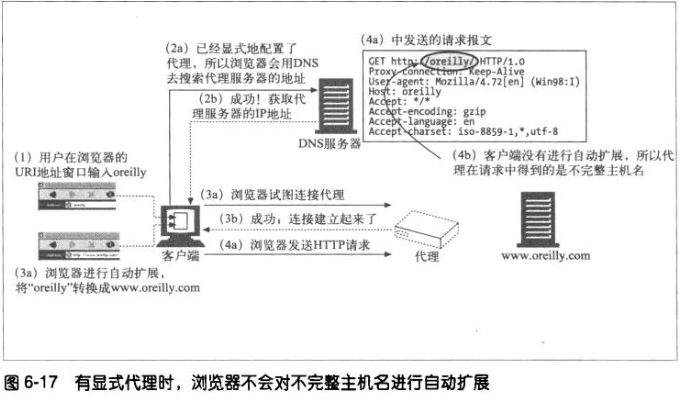 (2a) 已经显式地配置了
代理，所以浏览器会用DNS
去搜索代理服务器的地址
(2b) 成功！获取代
理服务器的IP地址
DNS服务器
(4a) 中发送的请求报文
GET http://oreilly/ HTTP/1.0
Proxy-connection: Keep-Alive
User-agent: Mozilla/4.72[en] (Win98:I)
Host: oreilly
Accept: */*
Accept-encoding: gzip
Accept-language: en
Accept-charset: iso-8859-1,*,utf-8
(4b) 客户端没有进行自动扩展，所以代
理在请求中得到的是不完整主机名
(1) 用户在浏览器的
URI地址窗口输入oreilly
(3a) 浏览器试图连接代理
(3b) 成功；连接建立起来了
(4a) 浏览器发送HTTP请求
客户端
代理
www.oreilly.com
(3a) 浏览器进行自动扩展，
将“oreilly”转换成www.oreilly.com
图 6-17 有显式代理时，浏览器不会对不完整主机名进行自动扩展